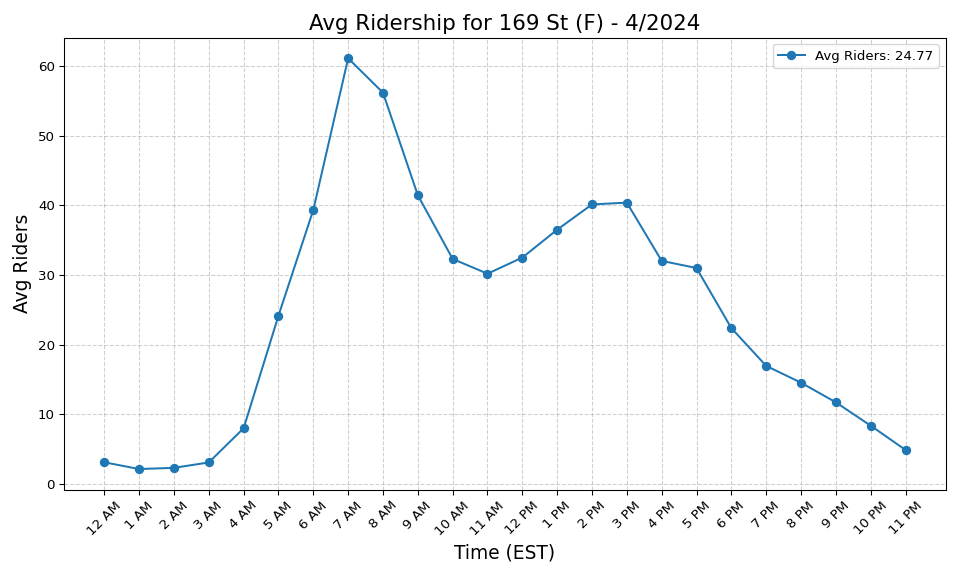 Avg Ridership for 169 St (F) - 4/2024
Avg Riders: 24.77
Avg Riders
60
50
40
30
20
10
0
12 AM
1 AM
2 AM
3 AM
4 AM
5 AM
6 AM
7 AM
8 AM
9 AM
10 AM
11 AM
12 PM
1 PM
2 PM
3 PM
4 PM
5 PM
6 PM
7 PM
8 PM
9 PM
10 PM
11 PM
Time (EST)